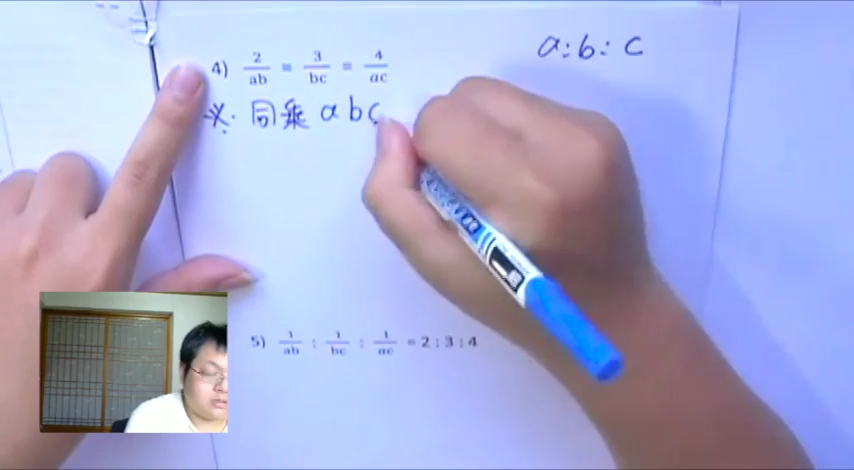 a:b:c
4) 2/ab = 3/bc = 4/ac
※. 同乘 abc
5) 1/ab : 1/bc : 1/ac = 2:3:4